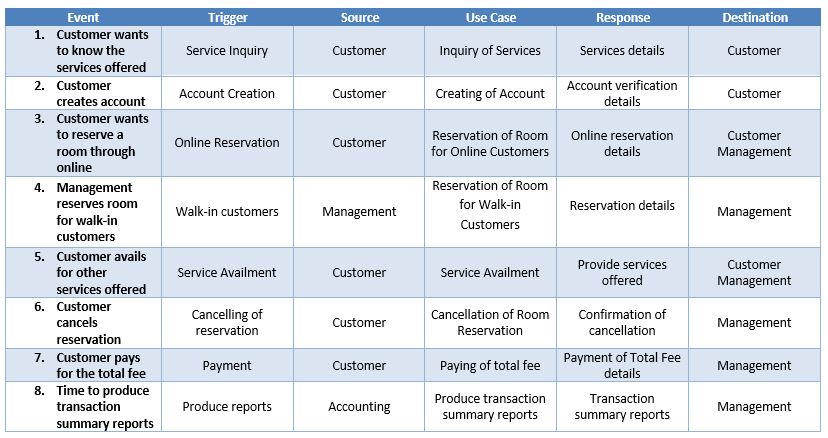 Event Trigger Source Use Case Response Destination
1. Customer wants
to know the
services offered
Service Inquiry
Customer
Inquiry of Services
Services details
Customer
2. Customer
creates account
Account Creation
Customer
Creating of Account
Account verification
details
Customer
3. Customer wants
to reserve a
room through
online
Online Reservation
Customer
Reservation of Room
for Online Customers
Online reservation
details
Customer
Management
4. Management
reserves room
for walk-in
customers
Walk-in customers
Management
Reservation of Room
for Walk-in
Customers
Reservation details
Management
5. Customer avails
for other
services offered
Service Availment
Customer
Service Availment
Provide services
offered
Customer
Management
6. Customer
cancels
reservation
Cancelling of
reservation
Customer
Cancellation of Room
Reservation
Confirmation of
cancellation
Management
7. Customer pays
for the total fee
Payment
Customer
Paying of total fee
Payment of Total Fee
details
Management
8. Time to produce
transaction
summary reports
Produce reports
Accounting
Produce transaction
summary reports
Transaction
summary reports
Management